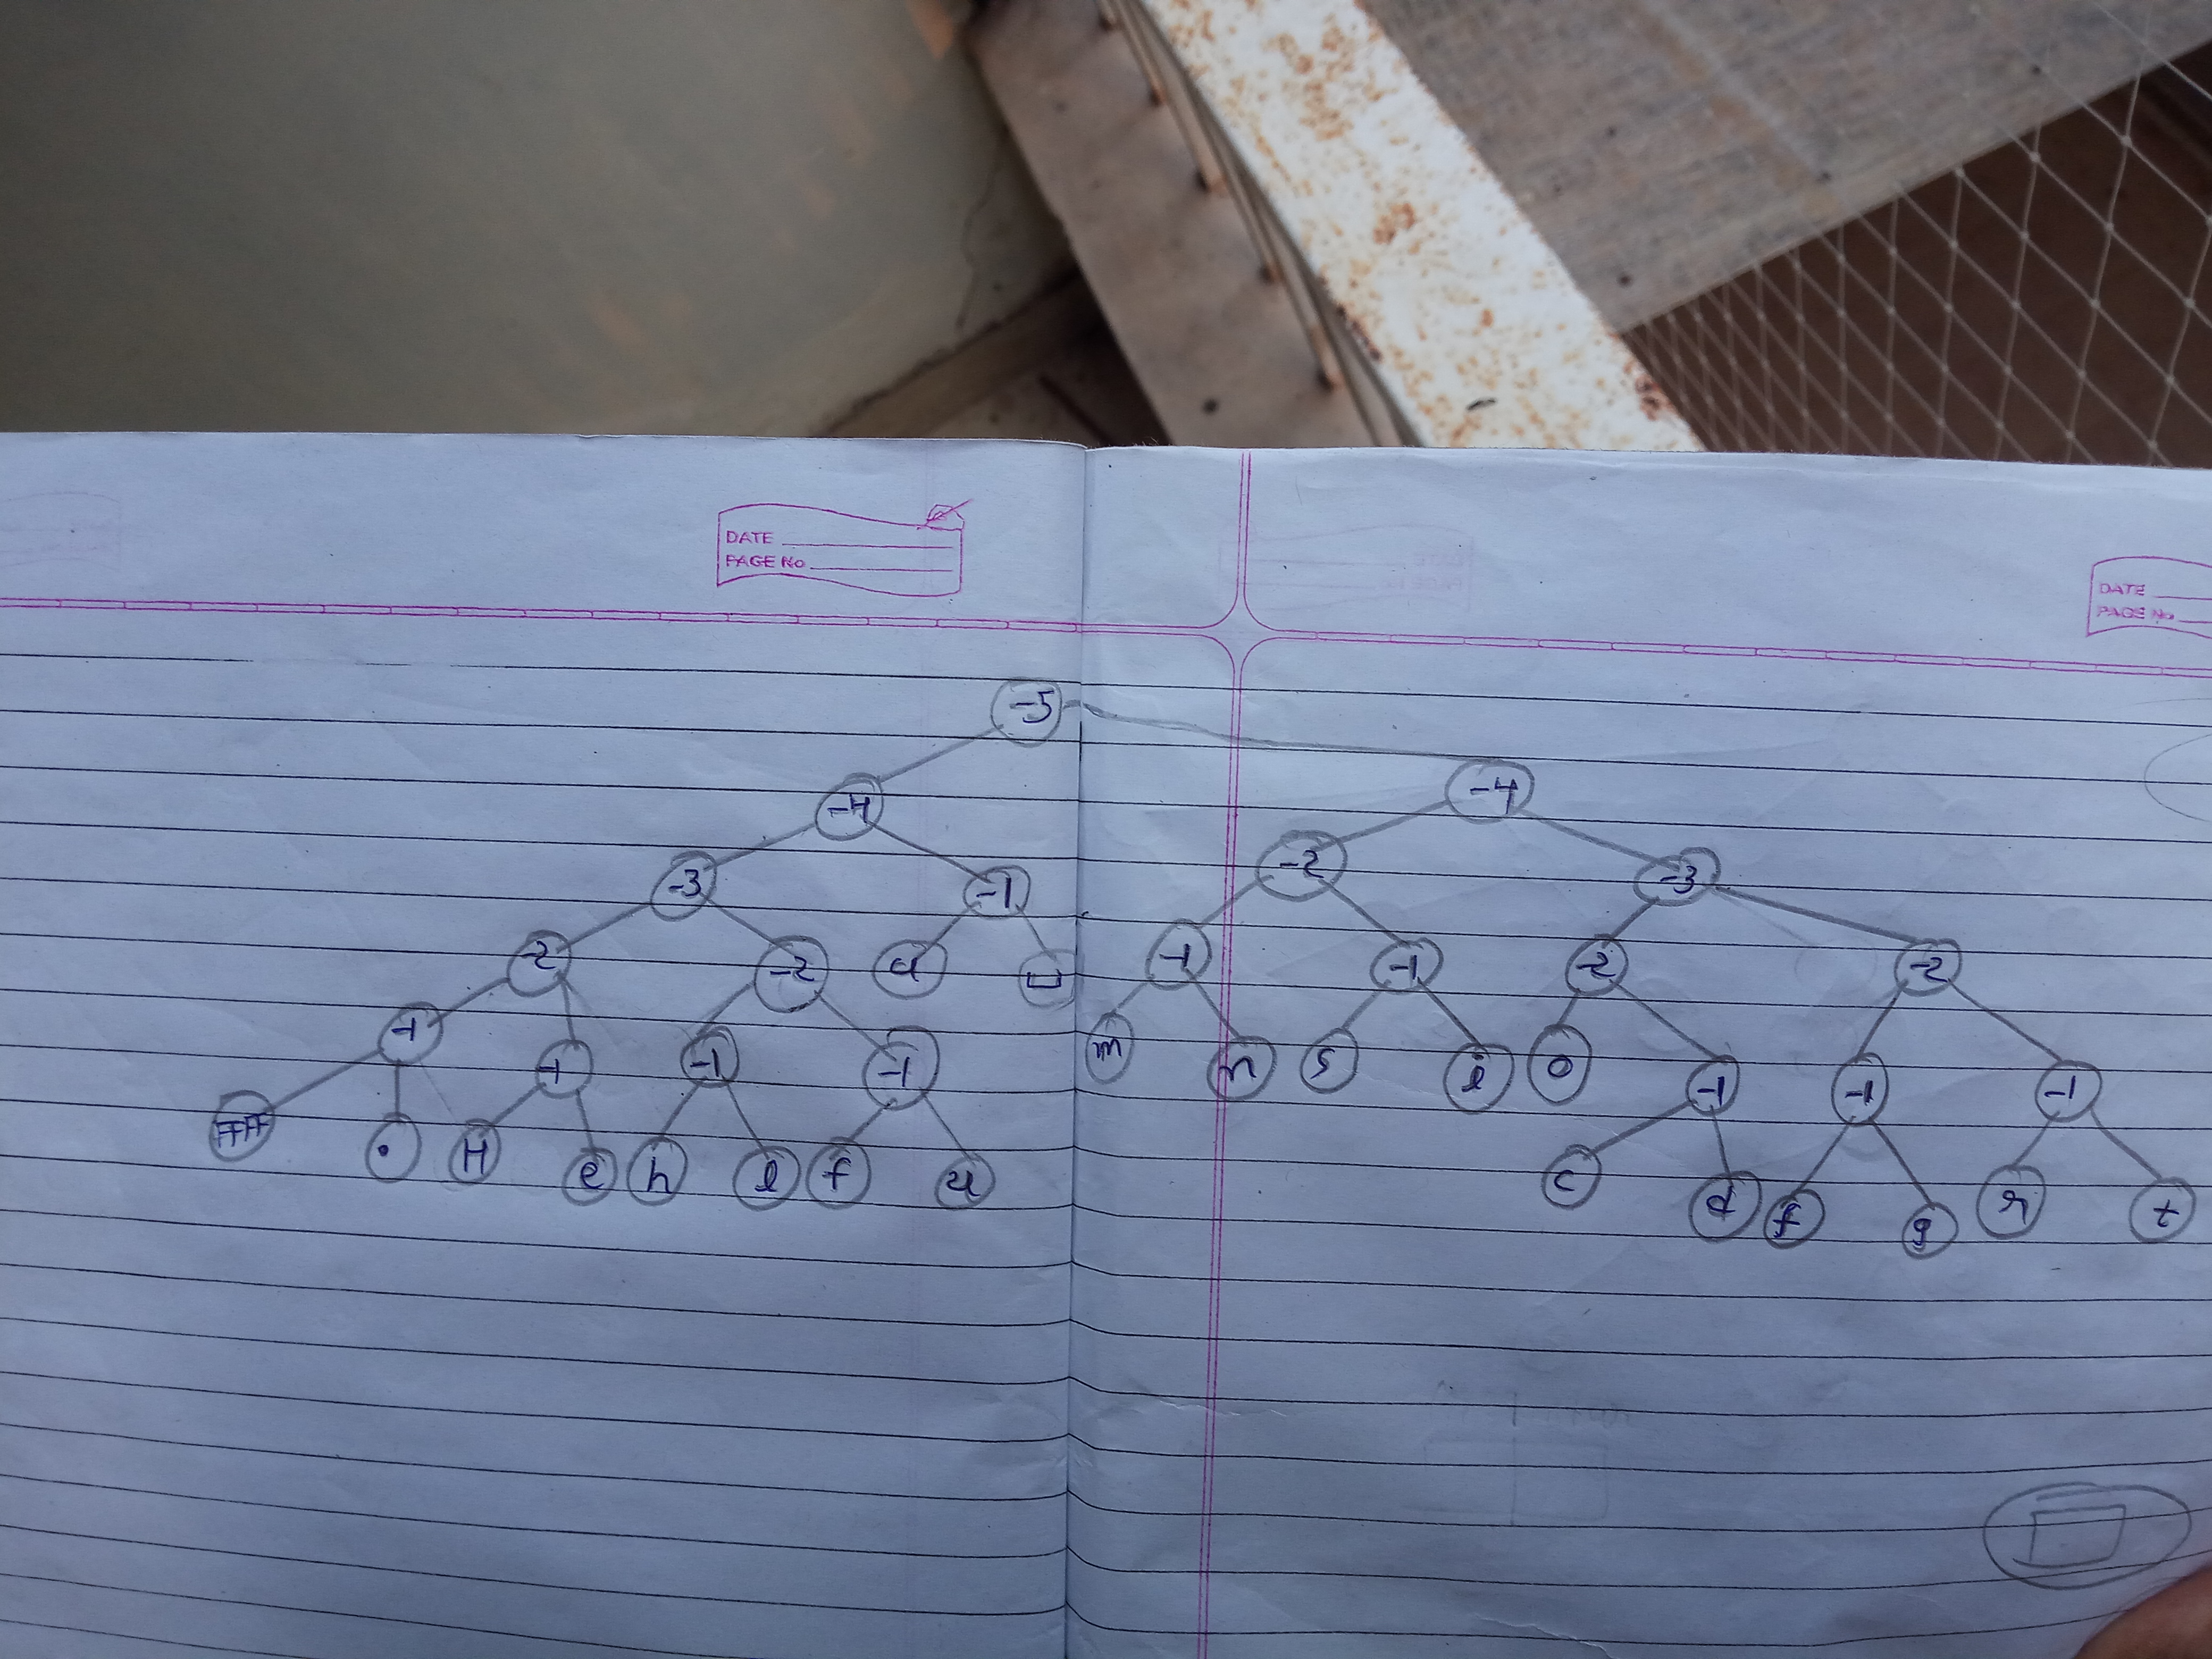 DATE
PAGE No
DATE
PAGE No
-5
-4 -4
-3 -1 -2 -3
-2 -2 a ⊔ -1 -1 -2 -2
-1 -1 -1 -1 m n s i o -1 -1 -1
. H e h l f u c d f g r t